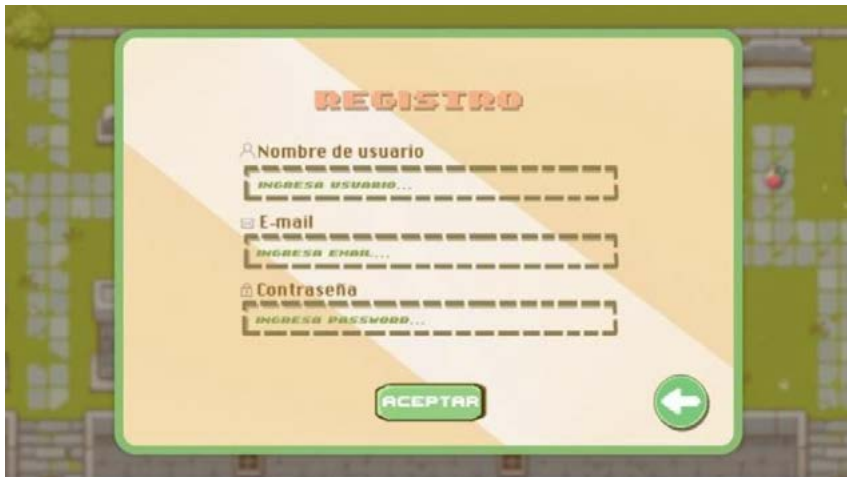 REGISTRO
Nombre de usuario
INGRESA USUARIO...
E-mail
INGRESA EMAIL...
Contraseña
INGRESA PASSWORD...
ACEPTAR